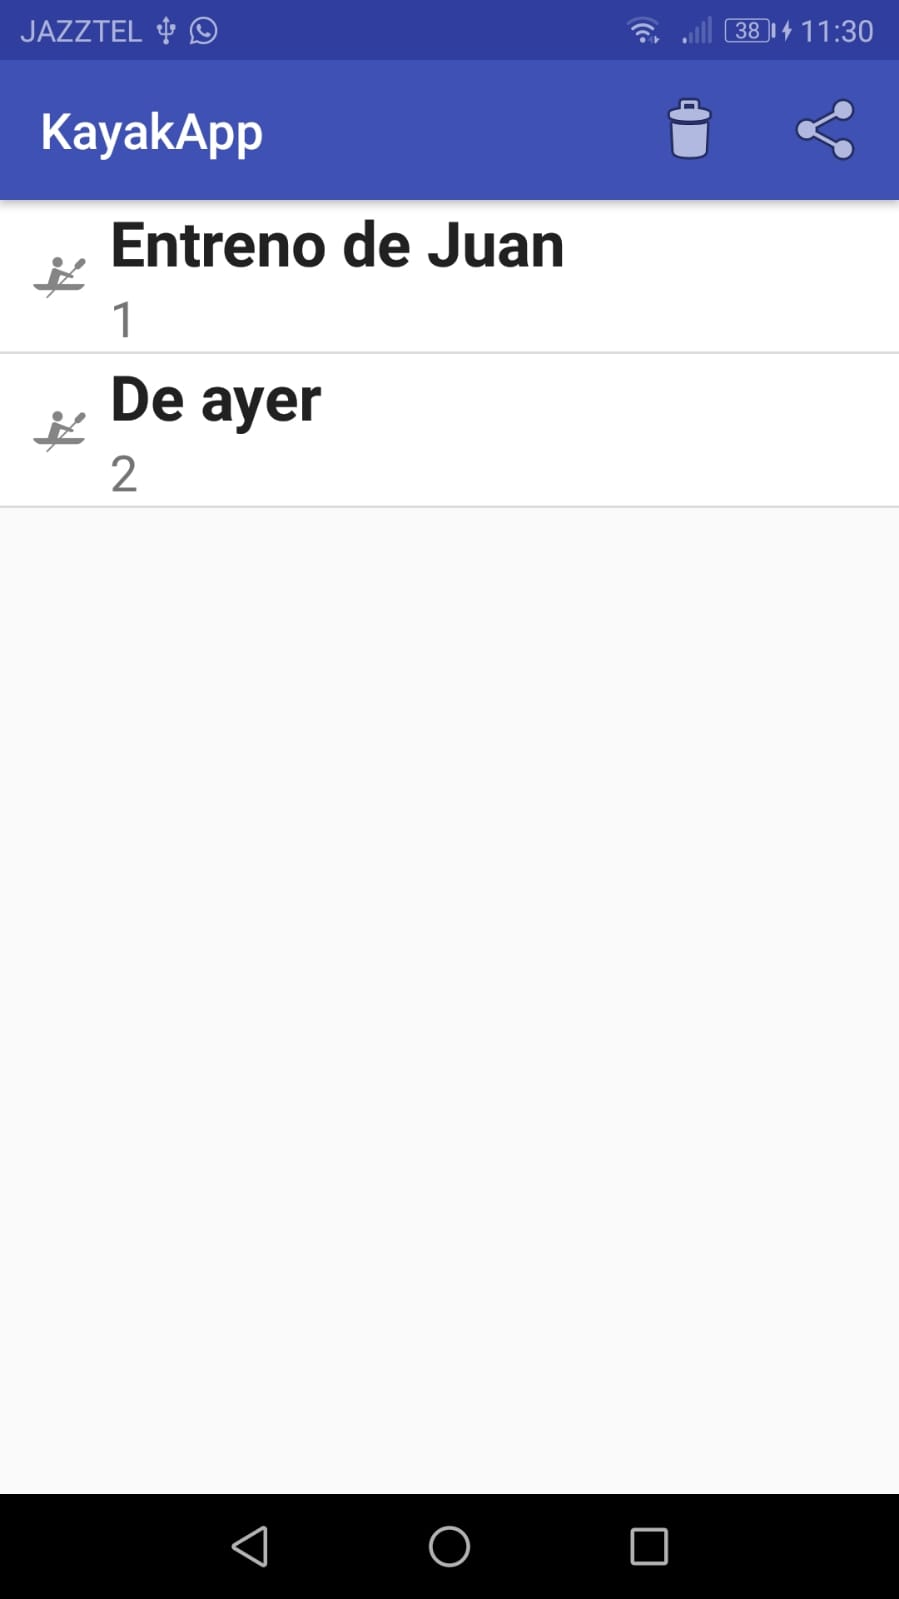 JAZZTEL 38 11:30
KayakApp
Entreno de Juan
1
De ayer
2